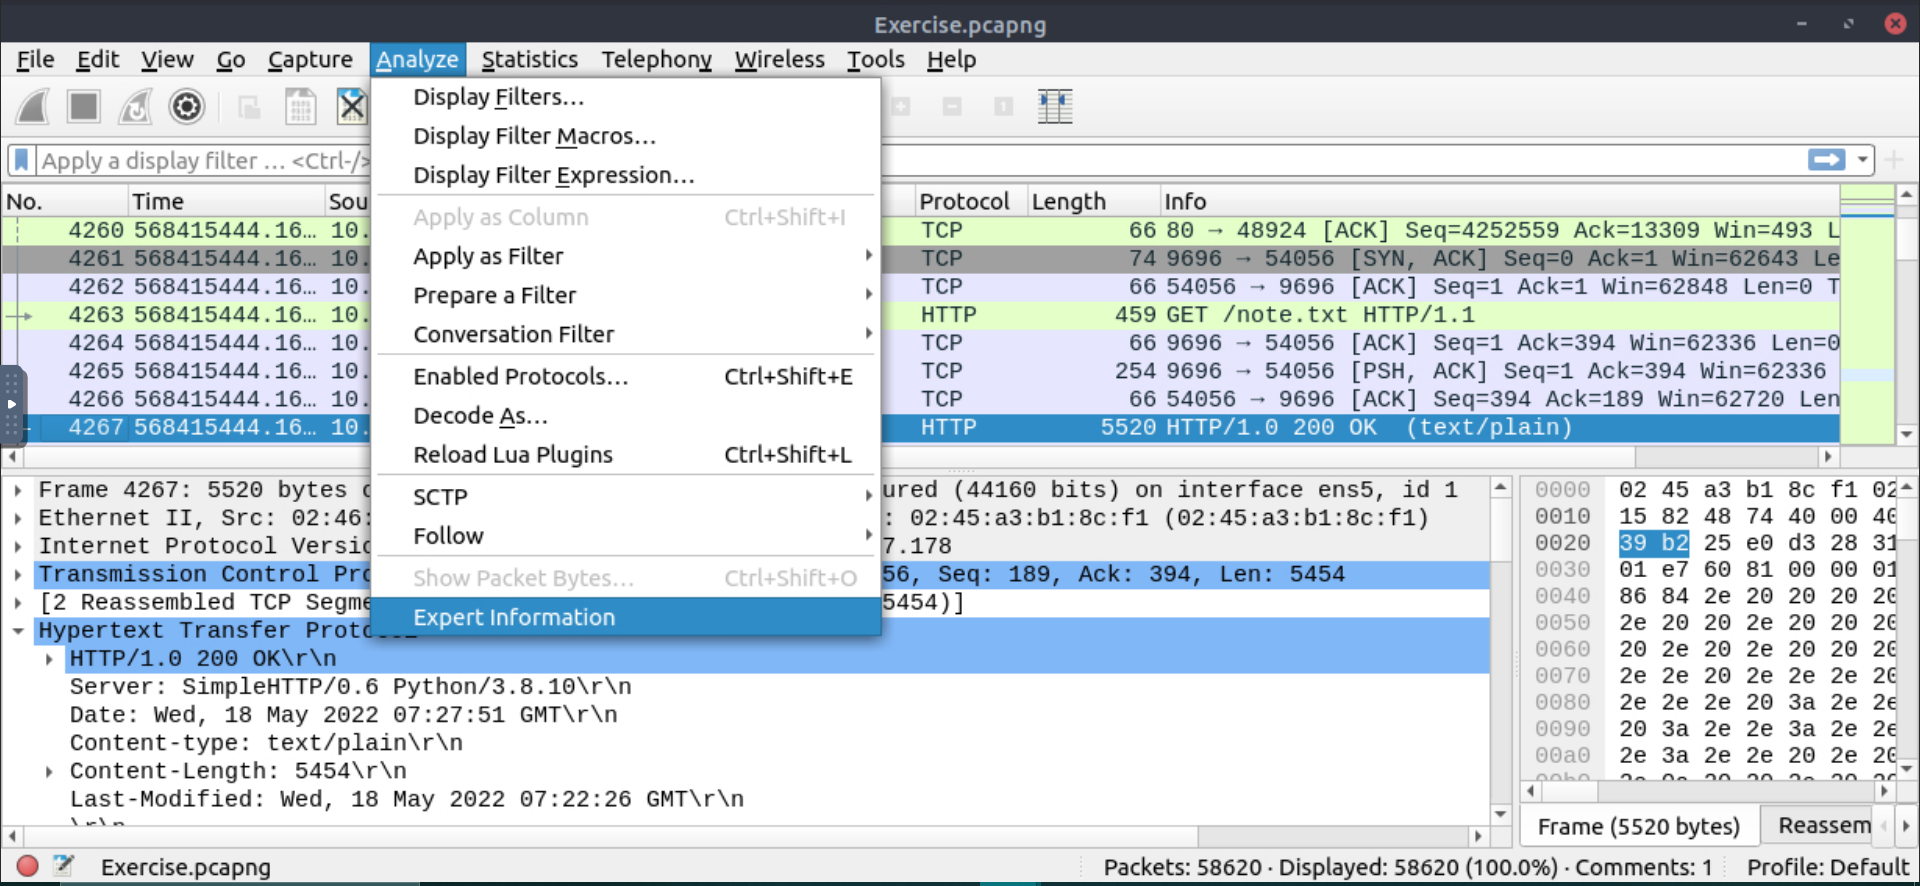 Exercise.pcapng
File Edit View Go Capture Analyze Statistics Telephony Wireless Tools Help
Apply a display filter … <Ctrl-/>
Display Filters…
Display Filter Macros…
Display Filter Expression…
Apply as Column Ctrl+Shift+I
Apply as Filter
Prepare a Filter
Conversation Filter
Enabled Protocols… Ctrl+Shift+E
Decode As…
Reload Lua Plugins Ctrl+Shift+L
SCTP
Follow
Show Packet Bytes… Ctrl+Shift+O
Expert Information
No. Time Sou Protocol Length Info
4260 568415444.16… 10. TCP 66 80 → 48924 [ACK] Seq=4252559 Ack=13309 Win=493 L
4261 568415444.16… 10. TCP 74 9696 → 54056 [SYN, ACK] Seq=0 Ack=1 Win=62643 Le
4262 568415444.16… 10. TCP 66 54056 → 9696 [ACK] Seq=1 Ack=1 Win=62848 Len=0 T
4263 568415444.16… 10. HTTP 459 GET /note.txt HTTP/1.1
4264 568415444.16… 10. TCP 66 9696 → 54056 [ACK] Seq=1 Ack=394 Win=62336 Len=0
4265 568415444.16… 10. TCP 254 9696 → 54056 [PSH, ACK] Seq=1 Ack=394 Win=62336
4266 568415444.16… 10. TCP 66 54056 → 9696 [ACK] Seq=394 Ack=189 Win=62720 Len
4267 568415444.16… 10. HTTP 5520 HTTP/1.0 200 OK (text/plain)
Frame 4267: 5520 bytes ured (44160 bits) on interface ens5, id 1
Ethernet II, Src: 02:46: : 02:45:a3:b1:8c:f1 (02:45:a3:b1:8c:f1)
Internet Protocol Versio 7.178
Transmission Control Pro 56, Seq: 189, Ack: 394, Len: 5454
[2 Reassembled TCP Segme 5454)]
Hypertext Transfer Protocol
HTTP/1.0 200 OK\r\n
Server: SimpleHTTP/0.6 Python/3.8.10\r\n
Date: Wed, 18 May 2022 07:27:51 GMT\r\n
Content-type: text/plain\r\n
Content-Length: 5454\r\n
Last-Modified: Wed, 18 May 2022 07:22:26 GMT\r\n
0000 02 45 a3 b1 8c f1 02
0010 15 82 48 74 40 00 40
0020 39 b2 25 e0 d3 28 31
0030 01 e7 60 81 00 00 01
0040 86 84 2e 20 20 20 20
0050 2e 20 20 2e 20 20 20
0060 20 2e 20 2e 20 20 20
0070 2e 2e 20 2e 2e 2e 20
0080 2e 2e 2e 20 3a 2e 2e
0090 20 3a 2e 2e 3a 2e 2e
00a0 2e 3a 2e 2e 20 2e 20
Frame (5520 bytes) Reassem
Exercise.pcapng Packets: 58620 · Displayed: 58620 (100.0%) · Comments: 1 Profile: Default